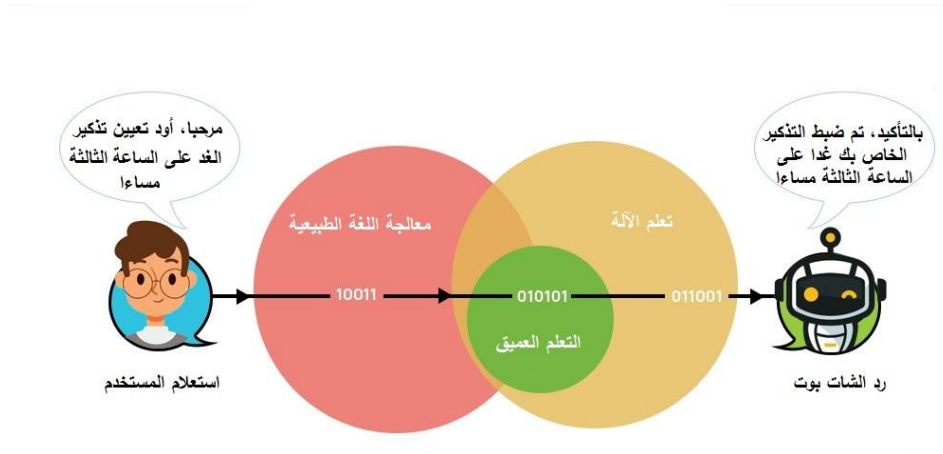 مرحبا، أود تعيين تذكير
الغد على الساعة الثالثة
مساءا
بالتأكيد، تم ضبط التذكير
الخاص بك غدا على
الساعة الثالثة مساءا
معالجة اللغة الطبيعية
تعلم الآلة
10011
010101
011001
التعلم العميق
استعلام المستخدم
رد الشات بوت